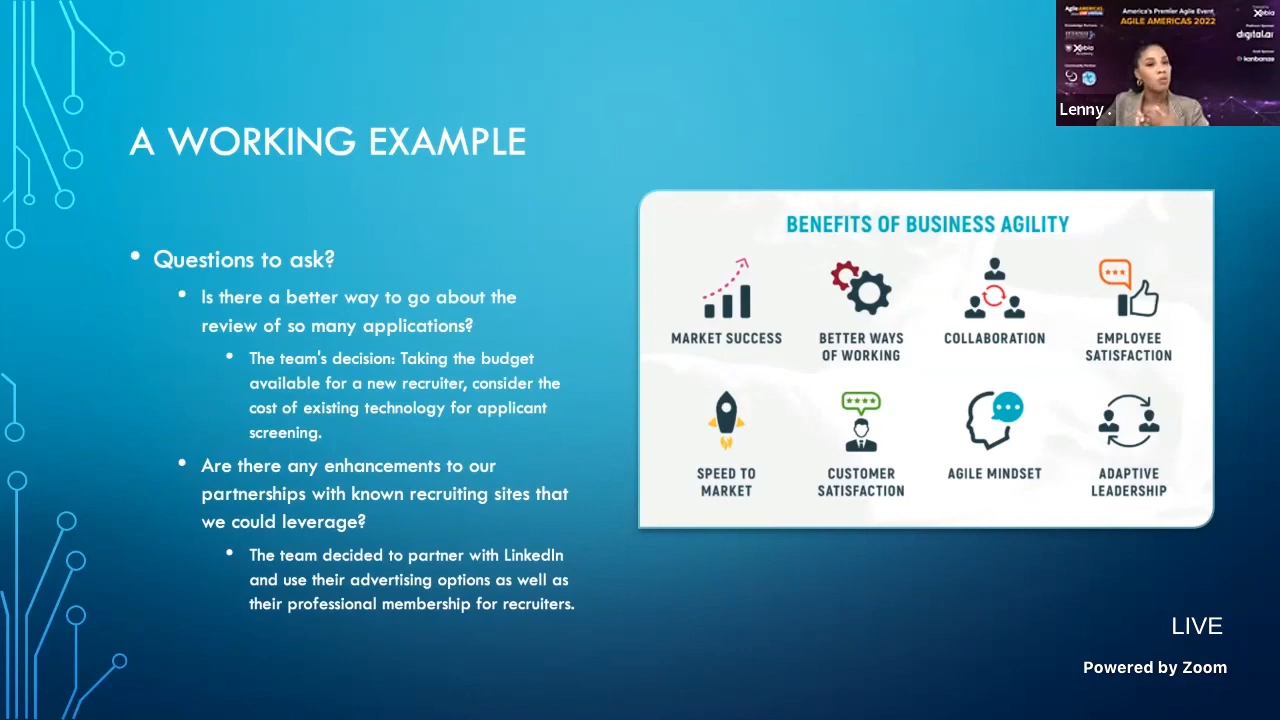 A WORKING EXAMPLE
• Questions to ask?
• Is there a better way to go about the
review of so many applications?
• The team's decision: Taking the budget
available for a new recruiter, consider the
cost of existing technology for applicant
screening.
• Are there any enhancements to our
partnerships with known recruiting sites that
we could leverage?
• The team decided to partner with LinkedIn
and use their advertising options as well as
their professional membership for recruiters.
BENEFITS OF BUSINESS AGILITY
MARKET SUCCESS
BETTER WAYS
OF WORKING
COLLABORATION
EMPLOYEE
SATISFACTION
SPEED TO
MARKET
CUSTOMER
SATISFACTION
AGILE MINDSET
ADAPTIVE
LEADERSHIP
America's Premier Agile Event
AGILE AMERICAS 2022
Xebia
digital.ai
kanbanize
Xebia
Lenny .
LIVE
Powered by Zoom